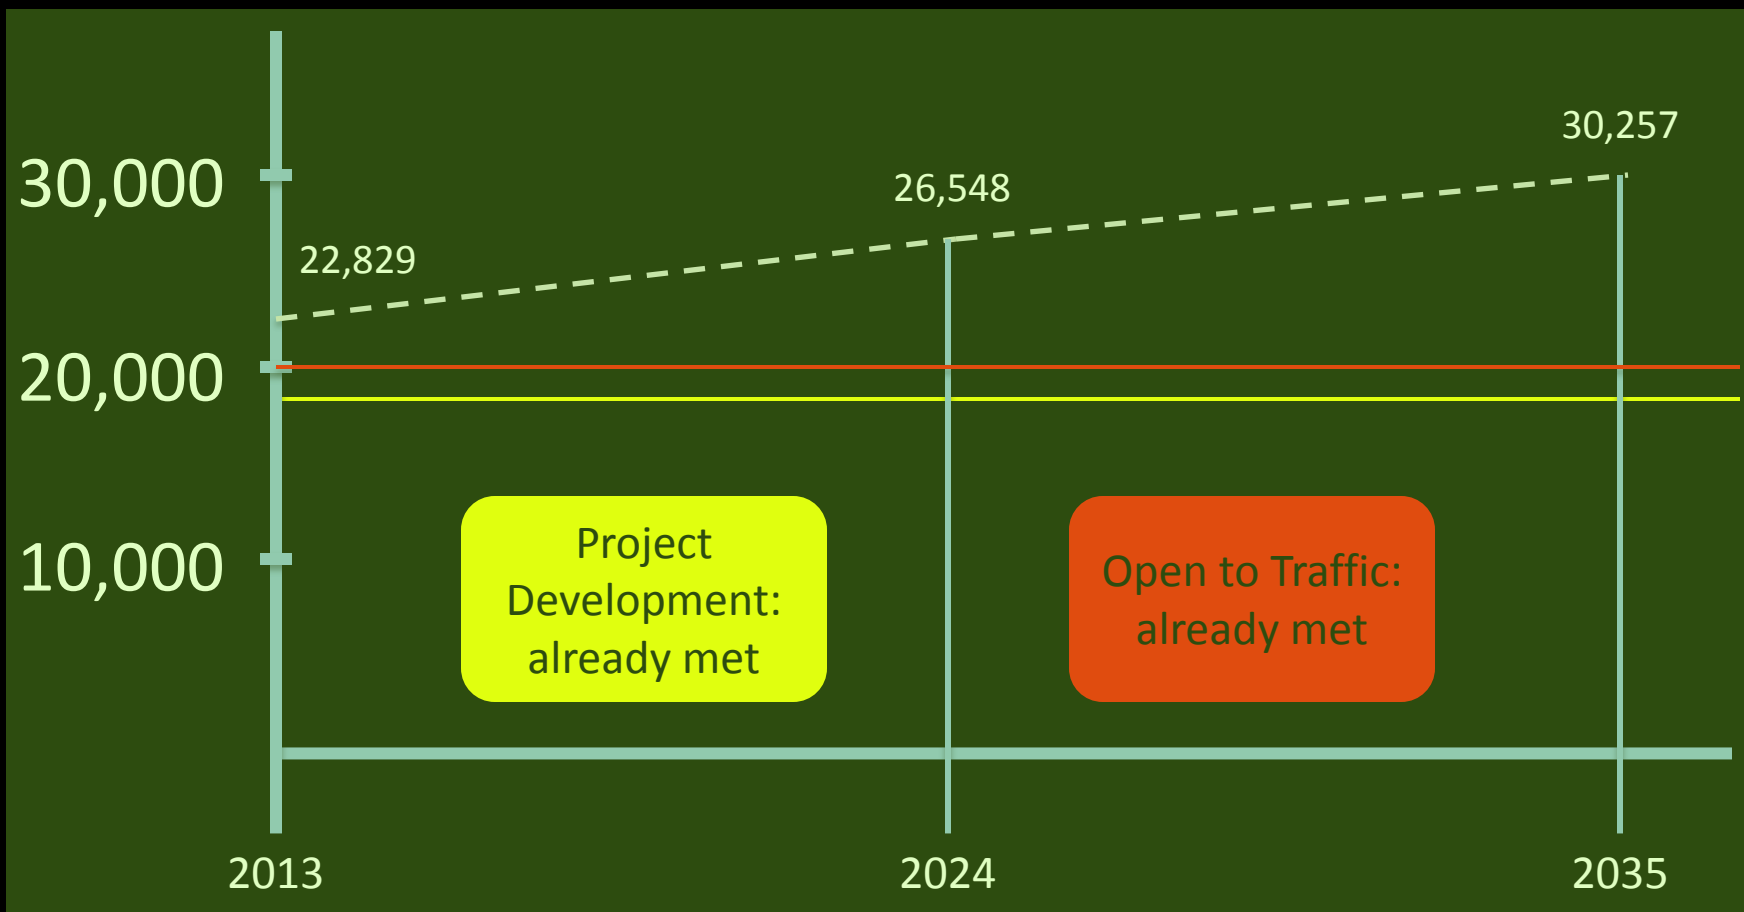 30,257
30,000
26,548
22,829
20,000
10,000
Project
Development:
already met
Open to Traffic:
already met
2013
2024
2035